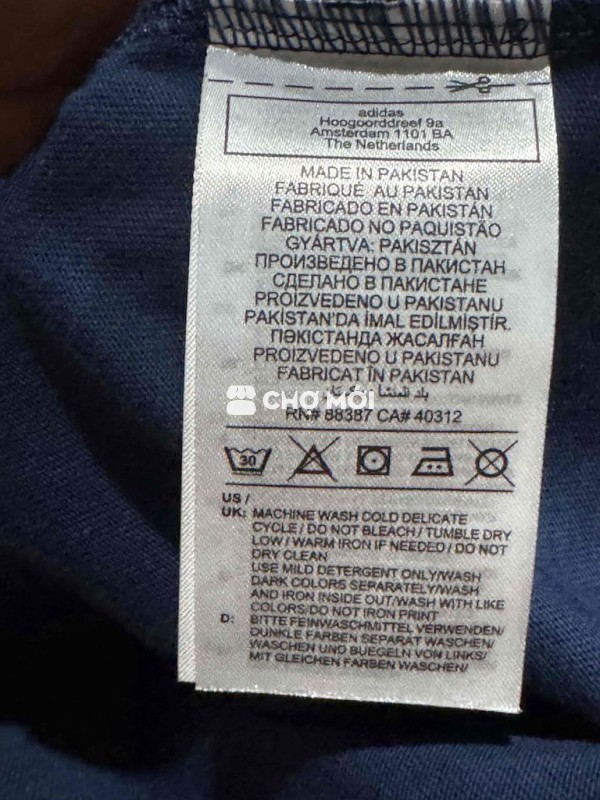 adidas
Hoogoorddreef 9a
Amsterdam 1101 BA
The Netherlands
MADE IN PAKISTAN
FABRIQUÉ AU PAKISTAN
FABRICADO EN PAKISTÁN
FABRICADO NO PAQUISTÃO
GYÁRTVA: PAKISZTÁN
ПРОИЗВЕДЕНО В ПАКИСТАН
СДЕЛАНО В ПАКИСТАНЕ
PROIZVEDENO U PAKISTANU
PAKISTAN'DA İMAL EDİLMİŞTİR.
ПӘКІСТАНДА ЖАСАЛҒАН
PROIZVEDENO U PAKISTANU
FABRICAT ÎN PAKISTAN
بلد المنشأ
CHỢ MỚI
RN# 88387 CA# 40312
30
US /
UK: MACHINE WASH COLD DELICATE
CYCLE / DO NOT BLEACH / TUMBLE DRY
LOW / WARM IRON IF NEEDED / DO NOT
DRY CLEAN
USE MILD DETERGENT ONLY/WASH
DARK COLORS SEPARATELY/WASH
AND IRON INSIDE OUT/WASH WITH LIKE
COLORS/DO NOT IRON PRINT
D: BITTE FEINWASCHMITTEL VERWENDEN/
DUNKLE FARBEN SEPARAT WASCHEN/
WASCHEN UND BUEGELN VON LINKS/
MIT GLEICHEN FARBEN WASCHEN/